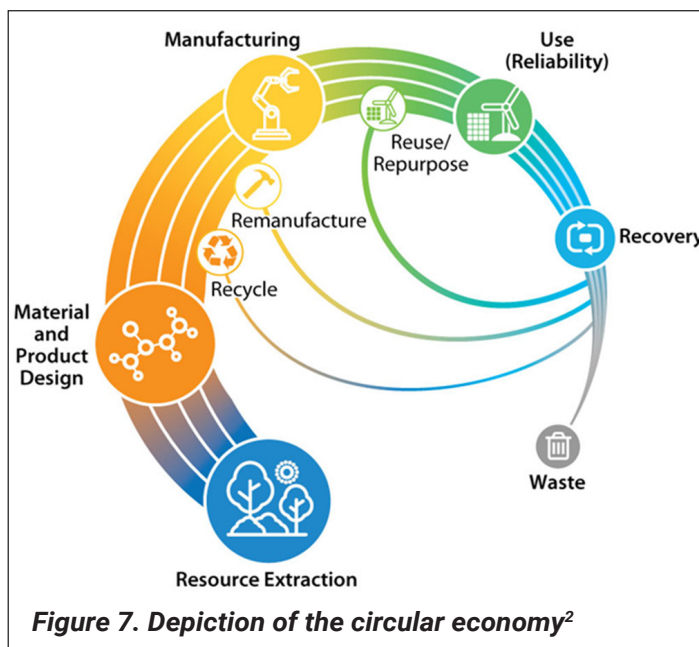 Manufacturing
Use
(Reliability)
Reuse/
Repurpose
Remanufacture
Recovery
Recycle
Material
and
Product
Design
Waste
Resource Extraction
Figure 7. Depiction of the circular economy²